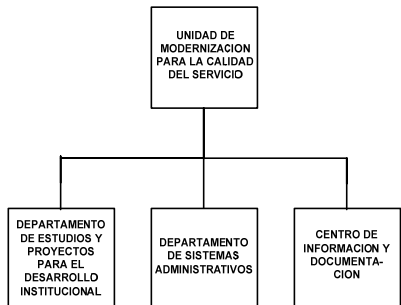 UNIDAD DE
MODERNIZACION
PARA LA CALIDAD
DEL SERVICIO
DEPARTAMENTO
DE ESTUDIOS Y
PROYECTOS
PARA EL
DESARROLLO
INSTITUCIONAL
DEPARTAMENTO
DE SISTEMAS
ADMINISTRATIVOS
CENTRO DE
INFORMACION Y
DOCUMENTA-
CION